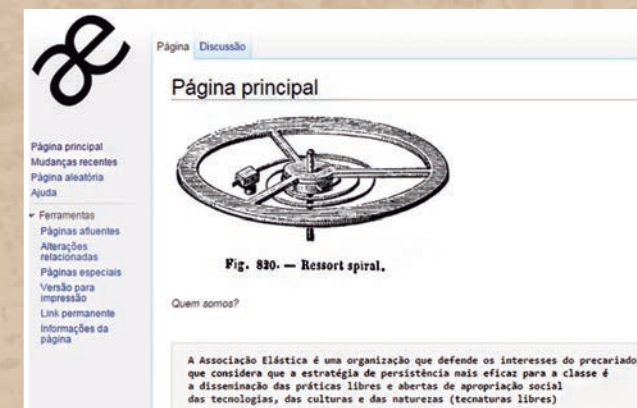 æ
Página Discussão
Página principal
Página principal
Mudanças recentes
Página aleatória
Ajuda
Ferramentas
Páginas afluentes
Alterações
relacionadas
Páginas especiais
Versão para
impressão
Link permanente
Informações da
página
Fig. 820. — Ressort spiral.
Quem somos?
A Associação Elástica é uma organização que defende os interesses do precariado
que considera que a estratégia de persistência mais eficaz para a classe é
a disseminação das práticas libres e abertas de apropriação social
das tecnologias, das culturas e das naturezas (tecnaturas libres)